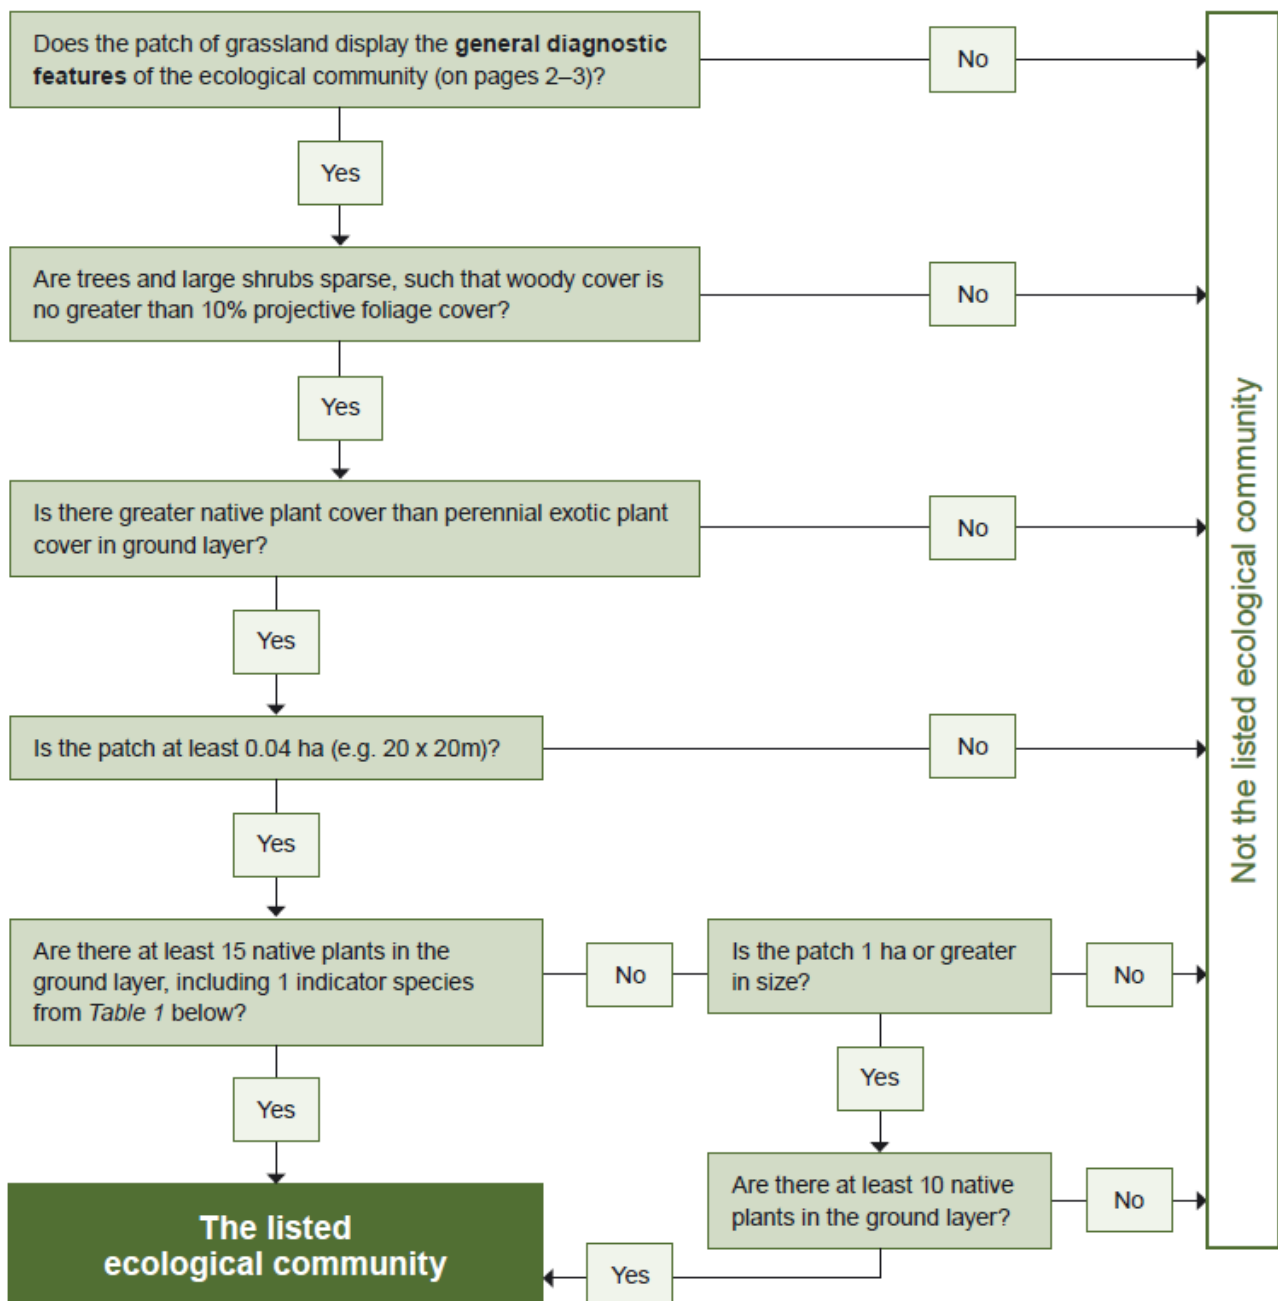 Does the patch of grassland display the general diagnostic
features of the ecological community (on pages 2–3)?
No
Yes
Are trees and large shrubs sparse, such that woody cover is
no greater than 10% projective foliage cover?
No
Yes
Is there greater native plant cover than perennial exotic plant
cover in ground layer?
No
Yes
Is the patch at least 0.04 ha (e.g. 20 x 20m)?
No
Yes
Are there at least 15 native plants in the
ground layer, including 1 indicator species
from Table 1 below?
No
Is the patch 1 ha or greater
in size?
No
Yes
Yes
Are there at least 10 native
plants in the ground layer?
No
Yes
The listed
ecological community
Not the listed ecological community